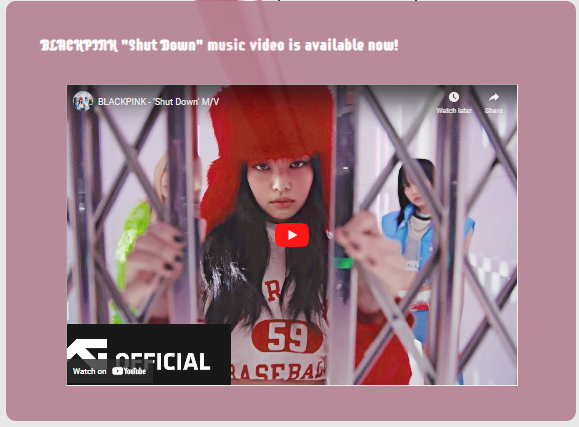 BLACKPINK "Shut Down" music video is available now!
BLACKPINK - 'Shut Down' M/V
Watch later
Share
R
59
BASEBAL
OFFICIAL
Watch on YouTube